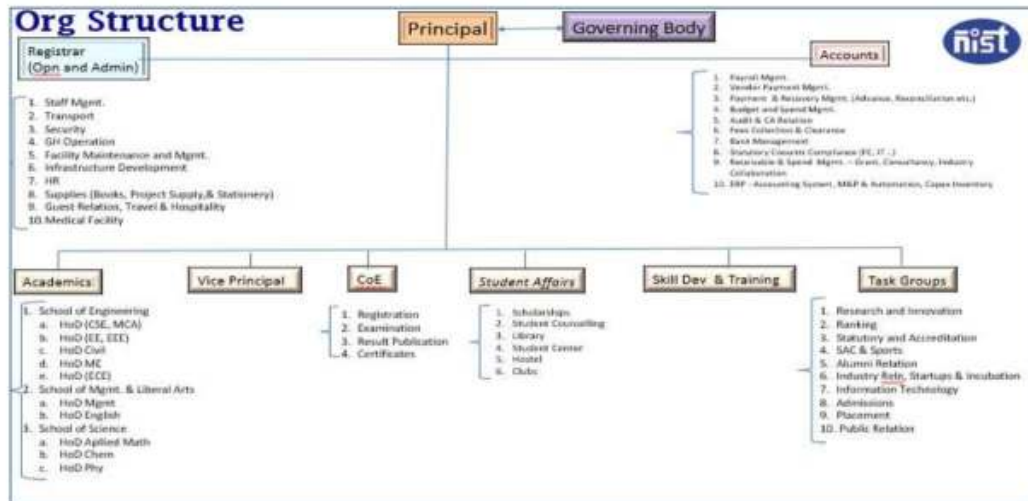 Org Structure
Principal
Governing Body
nist
Registrar
(Opn and Admin)
Accounts
1. Staff Mgmt.
2. Transport
3. Security
4. GH Operation
5. Facility Maintenance and Mgmt.
6. Infrastructure Development
7. HR
8. Supplies (Books, Project Supply,& Stationery)
9. Guest Relation, Travel & Hospitality
10. Medical Facility
1. Payroll Mgmt.
2. Vendor Payment Mgmt.
3. Payment & Recovery Mgmt. (Advance, Reconciliation etc.)
4. Budget and Spend Mgmt.
5. Audit & CA Relation
6. Fees Collection & Clearance
7. Bank Management
8. Statutory Compliance
9. Receivable & Spend Mgmt. – Grant, Consultancy, Industry
Collaboration
10. ERP - Accounting System, & Automation, Capex Inventory
Academics
Vice Principal
CoE
Student Affairs
Skill Dev & Training
Task Groups
1. School of Engineering
a. HoD (CSE, MCA)
b. HoD (EE, EEE)
c. HoD Civil
d. HoD ME
e. HoD (ECE)
2. School of Mgmt. & Liberal Arts
a. HoD Mgmt
b. HoD English
3. School of Science
a. HoD Apllied Math
b. HoD Chem
c. HoD Phy
1. Registration
2. Examination
3. Result Publication
4. Certificates
1. Scholarships
2. Student Counselling
3. Library
4. Student Center
5. Hostel
6. Clubs
1. Research and Innovation
2. Ranking
3. Statutory and Accreditation
4. SAC & Sports
5. Alumni Relation
6. Industry Reln, Startups & Incubation
7. Information Technology
8. Admissions
9. Placement
10. Public Relation